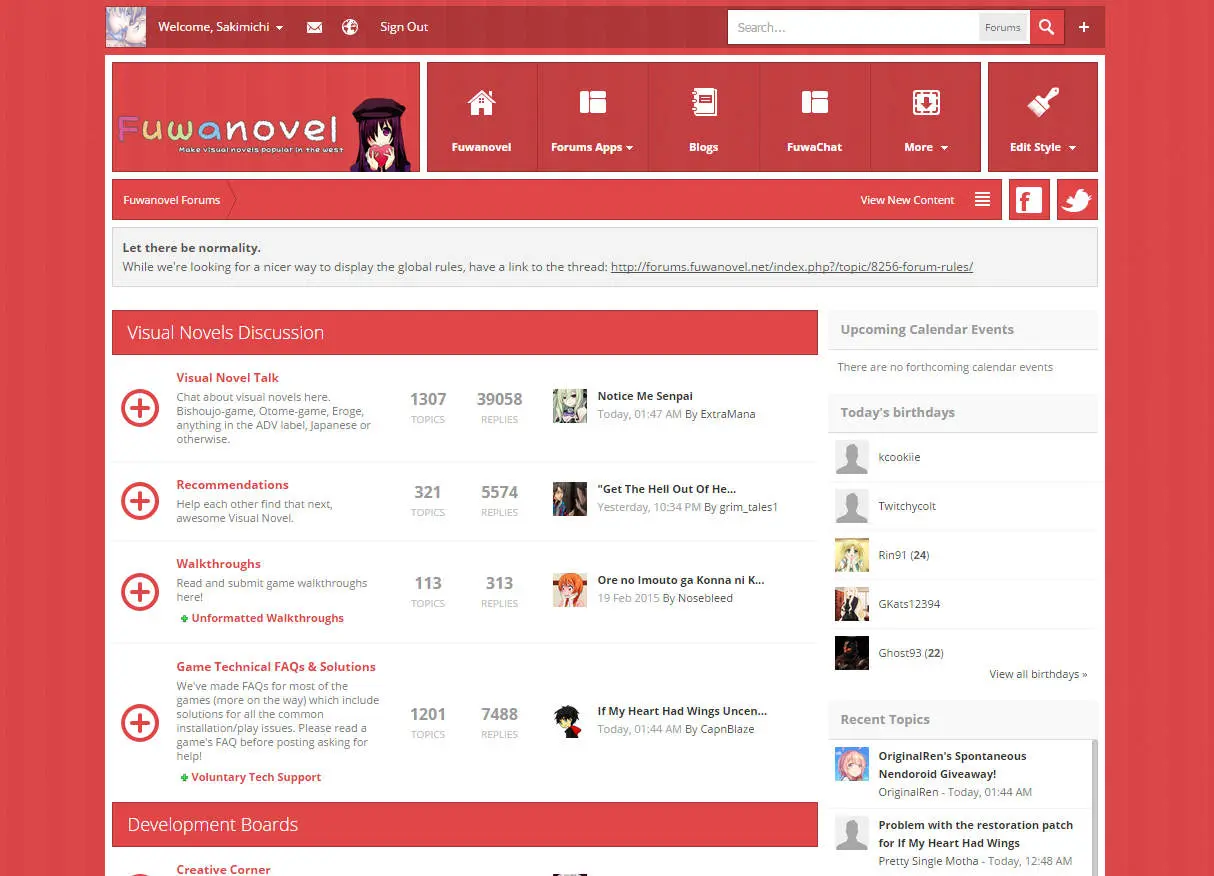 Welcome, Sakimichi
Sign Out
Search...
Forums
Fuwanovel
Make visual novels popular in the west
Fuwanovel
Forums Apps
Blogs
FuwaChat
More
Edit Style
Fuwanovel Forums
View New Content
Let there be normality.
While we're looking for a nicer way to display the global rules, have a link to the thread: http://forums.fuwanovel.net/index.php?/topic/8256-forum-rules/
Visual Novels Discussion
Visual Novel Talk
Chat about visual novels here.
Bishoujo-game, Otome-game, Eroge,
anything in the ADV label, Japanese or
otherwise.
1307
TOPICS
39058
REPLIES
Notice Me Senpai
Today, 01:47 AM By ExtraMana
Recommendations
Help each other find that next,
awesome Visual Novel.
321
TOPICS
5574
REPLIES
"Get The Hell Out Of He...
Yesterday, 10:34 PM By grim_tales1
Walkthroughs
Read and submit game walkthroughs
here!
Unformatted Walkthroughs
113
TOPICS
313
REPLIES
Ore no Imouto ga Konna ni K...
19 Feb 2015 By Nosebleed
Game Technical FAQs & Solutions
We've made FAQs for most of the
games (more on the way) which include
solutions for all the common
installation/play issues. Please read a
game's FAQ before posting asking for
help!
Voluntary Tech Support
1201
TOPICS
7488
REPLIES
If My Heart Had Wings Uncen...
Today, 01:44 AM By CapnBlaze
Development Boards
Creative Corner
Upcoming Calendar Events
There are no forthcoming calendar events
Today's birthdays
kcookiie
Twitchycolt
Rin91 (24)
GKats12394
Ghost93 (22)
View all birthdays »
Recent Topics
OriginalRen's Spontaneous
Nendoroid Giveaway!
OriginalRen - Today, 01:44 AM
Problem with the restoration patch
for If My Heart Had Wings
Pretty Single Motha - Today, 12:48 AM